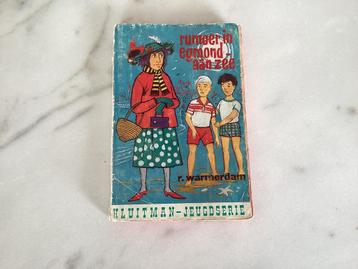 rumoer in
egmond-
aan zee
r. warmerdam
KLUITMAN-JEUGDSERIE